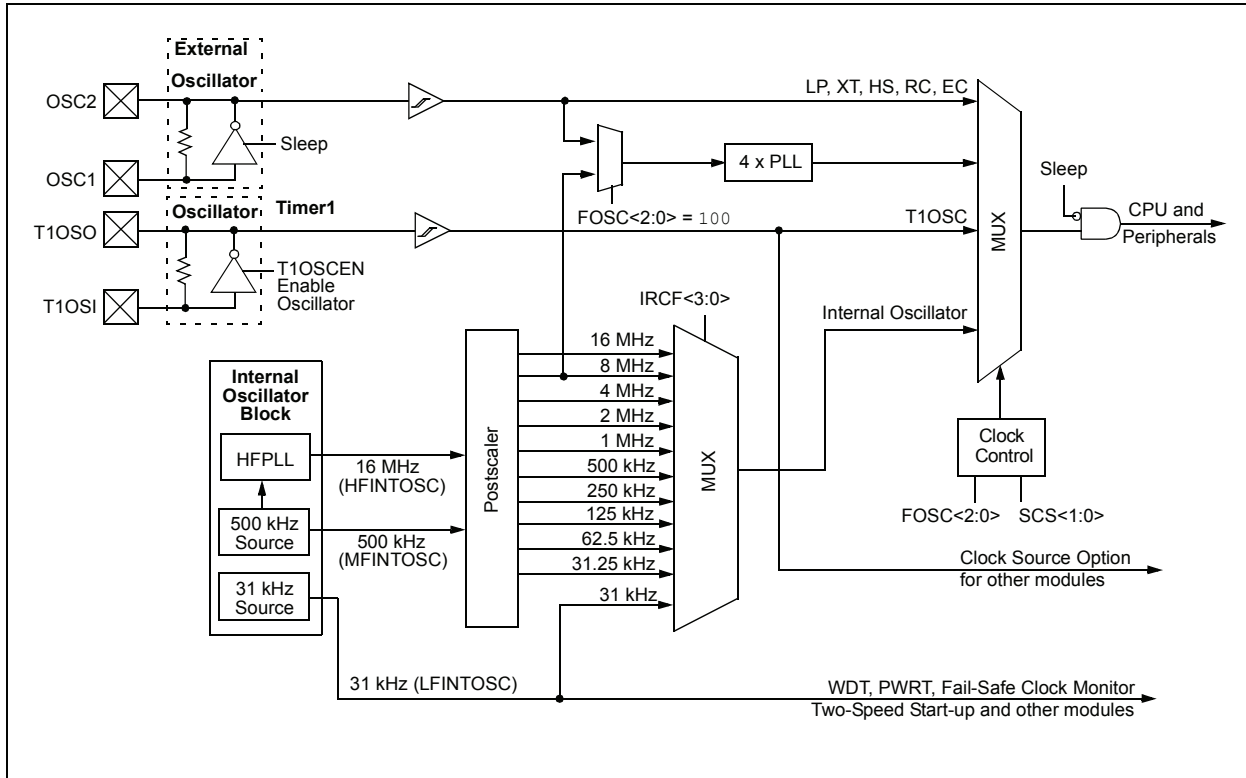 External
Oscillator
OSC2
Sleep
OSC1
LP, XT, HS, RC, EC
4 x PLL
FOSC<2:0> = 100
Sleep
CPU and
Peripherals
MUX
Oscillator Timer1
T1OSO
T1OSC
T1OSCEN
Enable
Oscillator
T1OSI
IRCF<3:0>
Internal Oscillator
Internal
Oscillator
Block
HFPLL
500 kHz
Source
31 kHz
Source
16 MHz
(HFINTOSC)
500 kHz
(MFINTOSC)
Postscaler
16 MHz
8 MHz
4 MHz
2 MHz
1 MHz
500 kHz
250 kHz
125 kHz
62.5 kHz
31.25 kHz
31 kHz
MUX
Clock
Control
FOSC<2:0> SCS<1:0>
Clock Source Option
for other modules
31 kHz (LFINTOSC)
WDT, PWRT, Fail-Safe Clock Monitor
Two-Speed Start-up and other modules